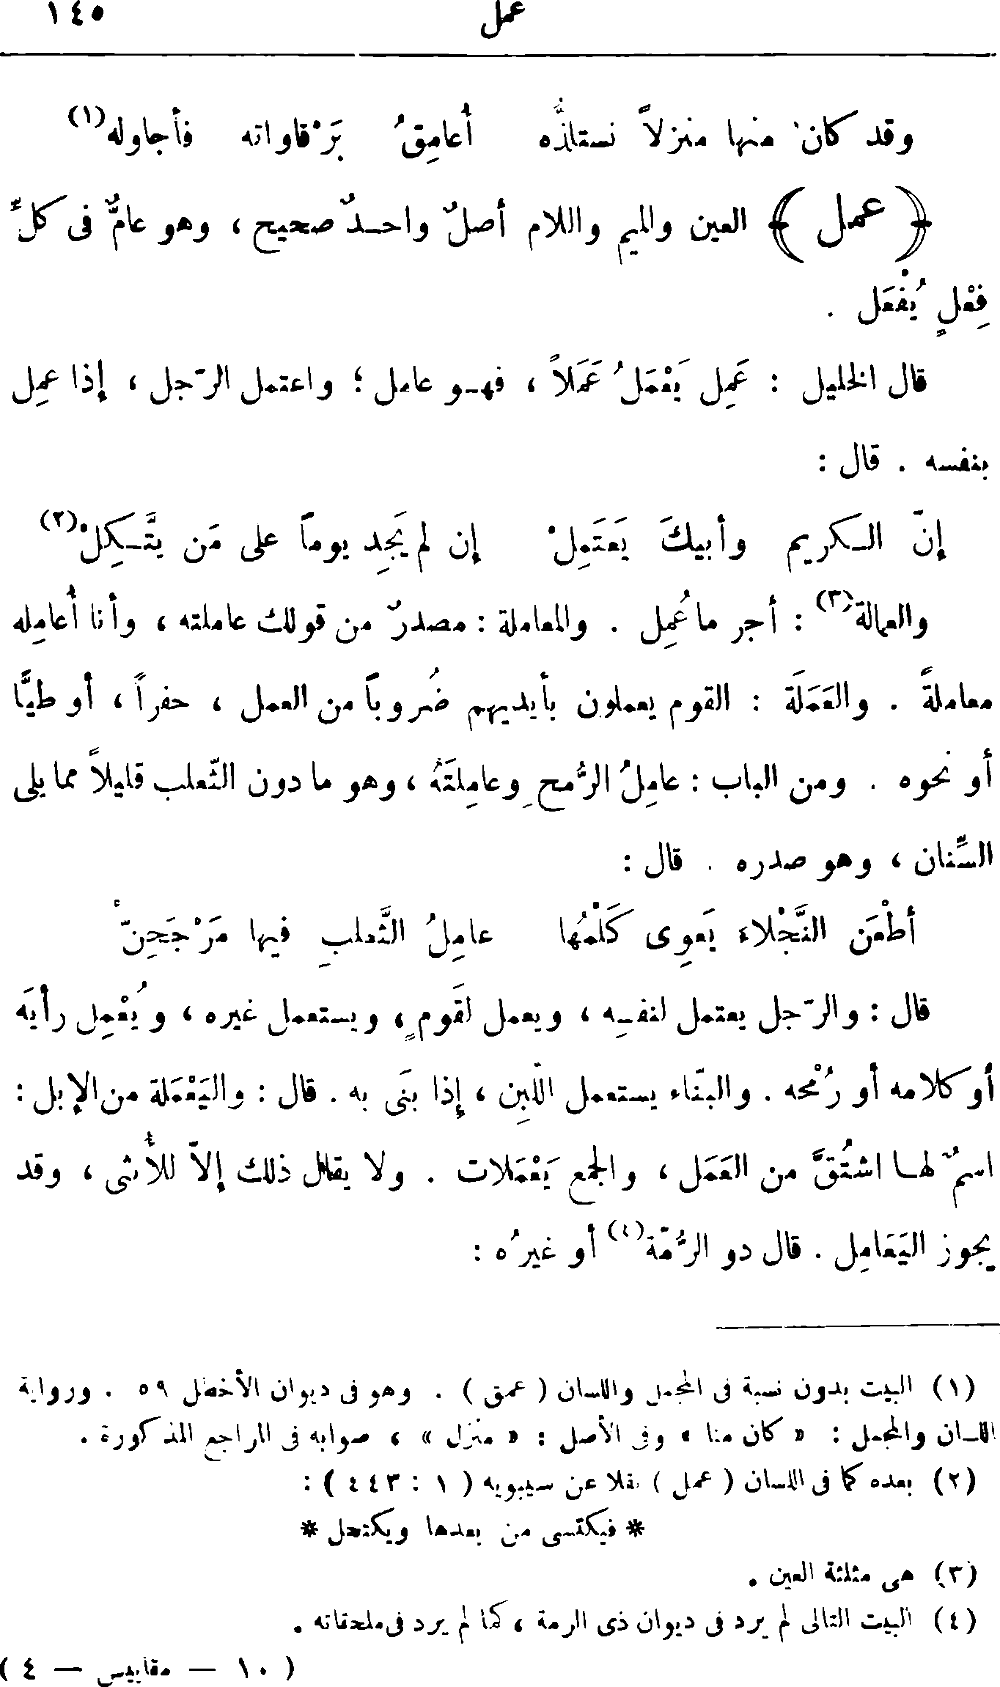 عمل ١٤٥
وقد كان منها منزلاً نستلذُّه أُعامِقُ بَرْقاواته فأجاوله(١)
﴿ عمل ﴾ العين والميم واللام أصلٌ واحدٌ صحيح ، وهو عامٌّ فى كلِّ
فِعْلٍ يُفْعَل .
قال الخليل : عَمِل يَعْمَلُ عَمَلاً ، فهو عامل ؛ واعتمل الرّجل ، إذا عمِل
بنفسه . قال :
إنّ الكريم وأبيكَ يَعتَمِلْ إن لم يَجِد يوماً على مَن يتَّكِلْ(٢)
والعمالة(٣) : أجر ما عُمِل . والمعاملة : مصدرٌ من قولك عاملته ، وأنا أُعامِله
معاملةً . والعَمَلَة : القوم يعملون بأيديهم ضُروباً من العمل ، حفراً ، أو طيًّا
أو نحوه . ومن الباب : عامِلُ الرُّمح وعامِلتَهُ ، وهو ما دون الثّعلب قليلاً مما يلى
السِّنان ، وهو صدره . قال :
أطْعَن النَّجْلاءَ يَعوِى كَلْمُها عامِلُ الثَّعلبِ فيها مَرْجَحِنّْ
قال : والرّجل يعتمل لنفسِه ، ويعمل لقَومٍ ، ويستعمل غيره ، ويُعْمِل رأيَه
أو كلامه أو رُمْحه . والبنّاء يستعمل اللّبِن ، إذا بنَى به . قال : واليَعْمَلة من الإبل :
اسمٌ لها اشتُقَّ من العَمَل ، والجمع يَعْمَلات . ولا يقال ذلك إلاّ للأُنثى ، وقد
يجوز اليَعَامِل . قال ذو الرُّمّة(٤) أو غيرُه :
(١) البيت بدون نسبة فى المجمل واللسان ( عمق ) . وهو فى ديوان الأخطل ٥٩ . ورواية
اللسان والمجمل : « كان منا » وفى الأصل : « منزل » ، صوابه فى المراجع المذكورة .
(٢) بعده كما فى اللسان ( عمل ) نقلا عن سيبويه ( ١ : ٤٤٣ ) :
* فيكتسى من بعدها ويكتحل *
(٣) هى مثلثة العين .
(٤) البيت التالى لم يرد فى ديوان ذى الرمة ، كما لم يرد فى ملحقاته .
( ١٠ — مقاييس — ٤ )